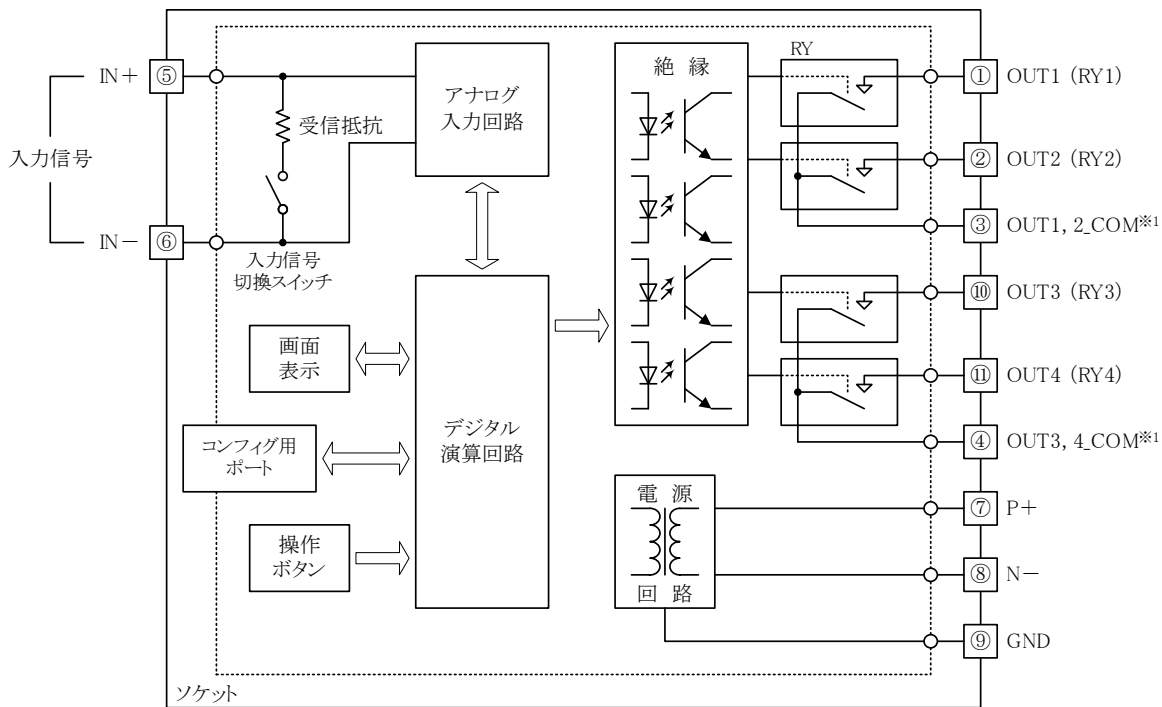 IN+
⑤
入力信号
IN−
⑥
受信抵抗
入力信号
切換スイッチ
アナログ
入力回路
絶 縁
RY
①
OUT1 (RY1)
②
OUT2 (RY2)
③
OUT1, 2_COM※1
⑩
OUT3 (RY3)
⑪
OUT4 (RY4)
④
OUT3, 4_COM※1
画面
表示
コンフィグ用
ポート
操作
ボタン
デジタル
演算回路
電 源
回 路
⑦
P+
⑧
N−
⑨
GND
ソケット